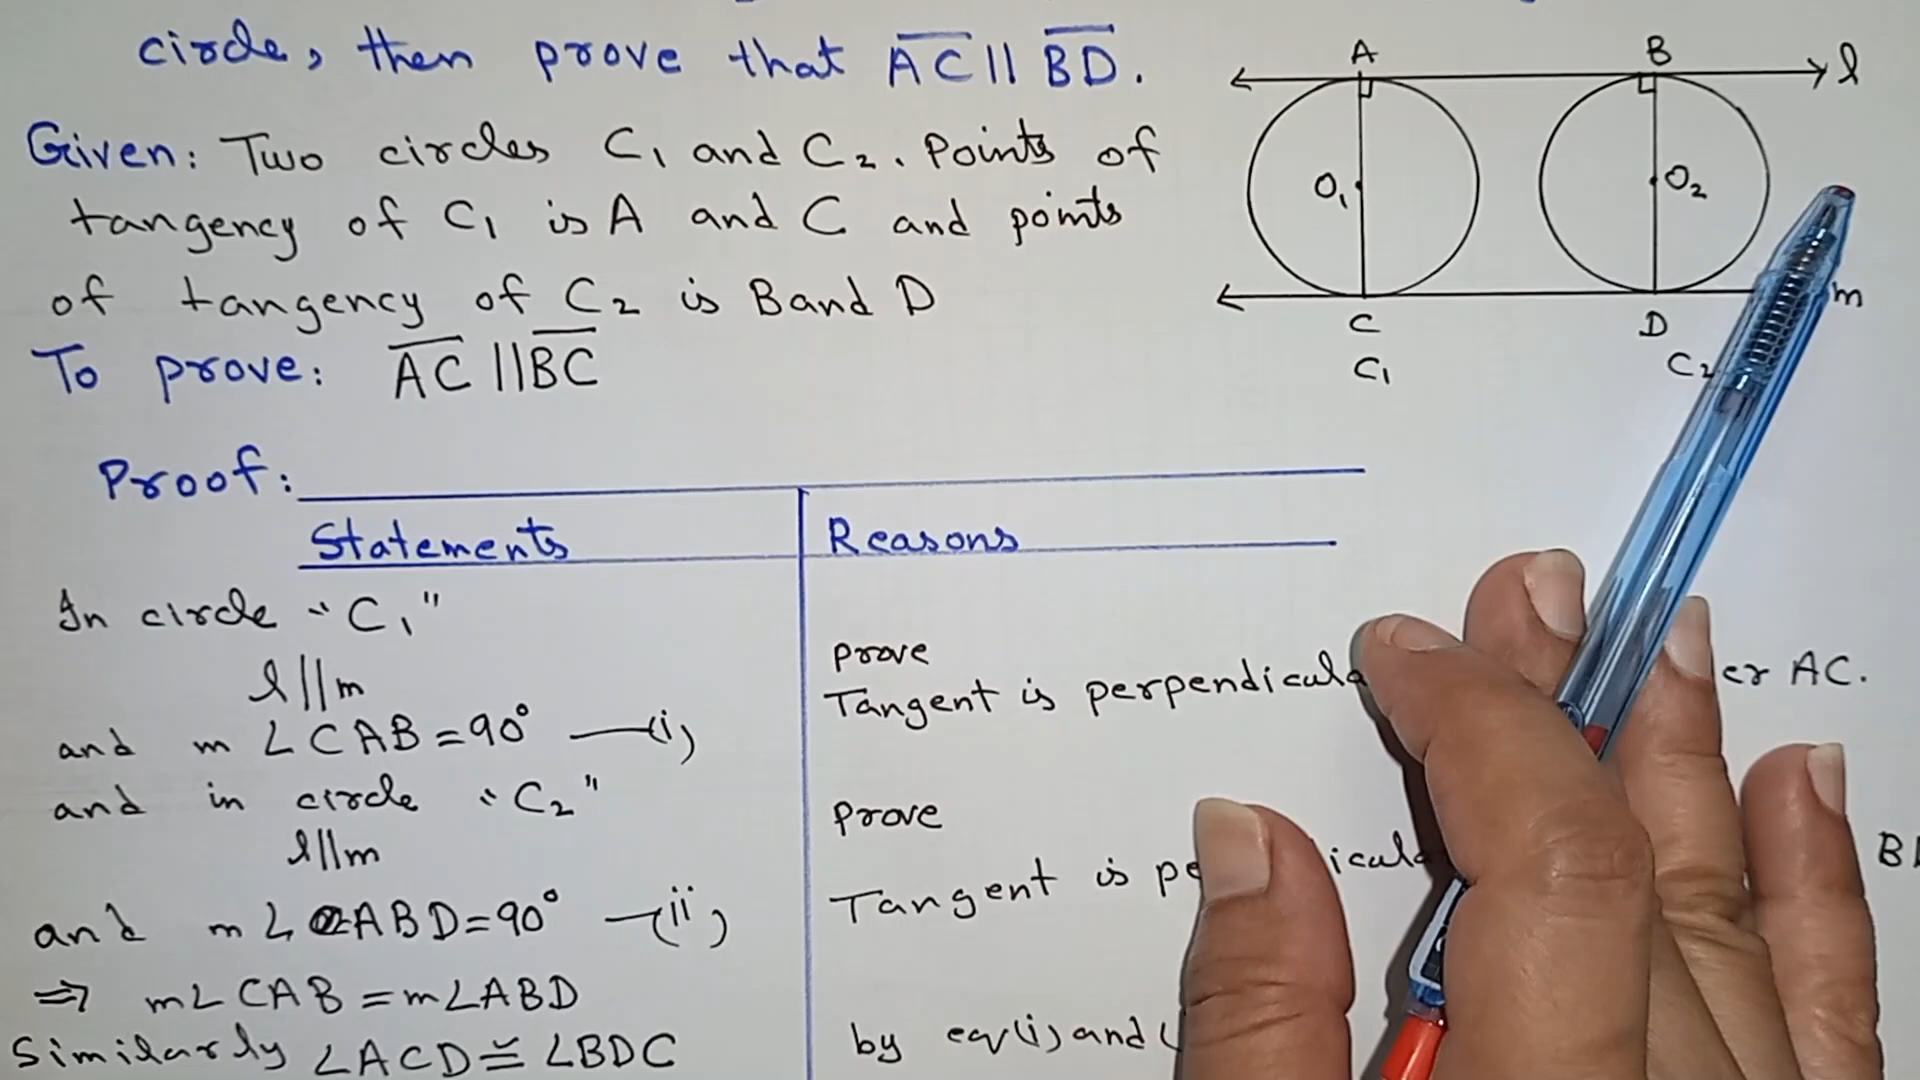 circle, then prove that AC || BD.
Given: Two circles C₁ and C₂. Points of
tangency of C₁ is A and C and points
of tangency of C₂ is B and D
To prove: AC || BC
A B l
O₁ O₂
m
C D
C₁ C₂
Proof:
Statements Reasons
In circle "C₁"
l || m prove
Tangent is perpendicula er AC.
and m∠CAB = 90° —(i)
and in circle "C₂" prove
l || m
Tangent is
and m∠ABD = 90° —(ii)
⇒ m∠CAB = m∠ABD
by eq(i) and
Similarly ∠ACD ≅ ∠BDC